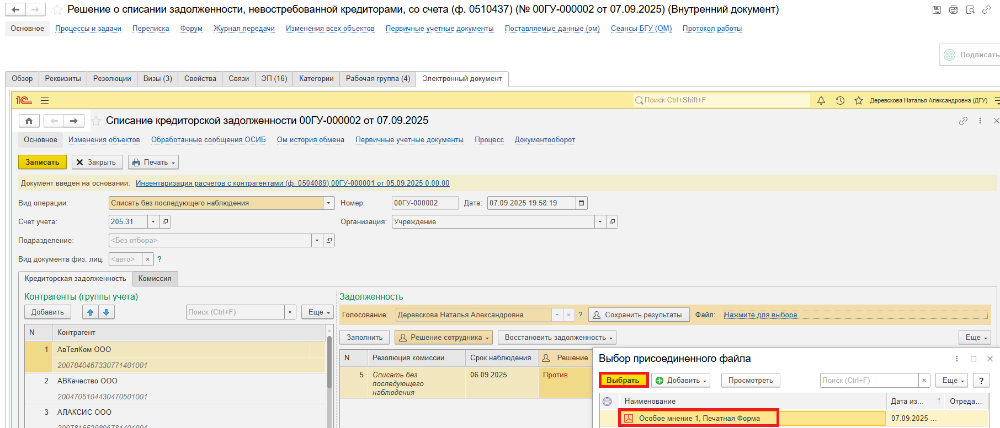 Решение о списании задолженности, невостребованной кредиторами, со счета (ф. 0510437) (№ 00ГУ-000002 от 07.09.2025) (Внутренний документ)
Основное Процессы и задачи Переписка Форум Журнал передачи Изменения всех объектов Первичные учетные документы Поставляемые данные (ом) Сеансы БГУ (ОМ) Протокол работы
Подписать
Обзор Реквизиты Резолюции Визы (3) Свойства Связи ЭП (16) Категории Рабочая группа (4) Электронный документ
1С Поиск Ctrl+Shift+F Деревскова Наталья Александровна (ДГУ)
Списание кредиторской задолженности 00ГУ-000002 от 07.09.2025
Основное Изменения объектов Обработанные сообщения ОСИБ Ом история обмена Первичные учетные документы Процесс Документооборот
Записать Закрыть Печать
Документ введен на основании: Инвентаризация расчетов с контрагентами (ф. 0504089) 00ГУ-000001 от 05.09.2025 0:00:00
Вид операции: Списать без последующего наблюдения Номер: 00ГУ-000002 Дата: 07.09.2025 19:58:19
Счет учета: 205.31 Организация: Учреждение
Подразделение: <Без отбора>
Вид документа физ. лиц: <авто> × ?
Кредиторская задолженность Комиссия
Контрагенты (группы учета)
Добавить Поиск (Ctrl+F) × Еще
N Контрагент
1 АвТелКом ООО
2007840467330771401001
2 АВКачество ООО
2004705104430470501001
3 АЛАКСИС ООО
Задолженность
Голосование: Деревскова Наталья Александровна × ? Сохранить результаты Файл: Нажмите для выбора
Заполнить Решение сотрудника Восстановить задолженность Еще
N Резолюция комиссии Срок наблюдения Решение
5 Списать без последующего наблюдения 06.09.2025 Против
Выбор присоединенного файла
Выбрать Добавить Просмотреть Поиск (Ctrl+F) × Еще ?
Наименование Дата из... ↑ Отреда...
Особое мнение 1, Печатная Форма 07.09.2025 ...